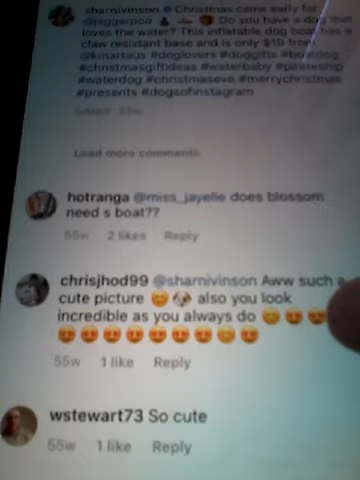 sharnivinson Christmas came early for
@jaggerpoo 🎄 🎁 Do you have a dog that
loves the water? This inflatable dog boat has a
claw resistant base and is only $19 from
@kmartaus #doglovers #doggifts #boatdog
#christmasgiftideas #waterbaby #pirateship
#waterdog #christmaseve #merrychristmas
#presents #dogsofinstagram
Load more comments
hotranga @miss_jayelle does blossom
need s boat??
55w 2 likes Reply
chrisjhod99 @sharnivinson Aww such a
cute picture 😊🐶 also you look
incredible as you always do 😊😍😍
😍😍😍😍😍😍😍😊😍
55w 1 like Reply
wstewart73 So cute
55w 1 like Reply